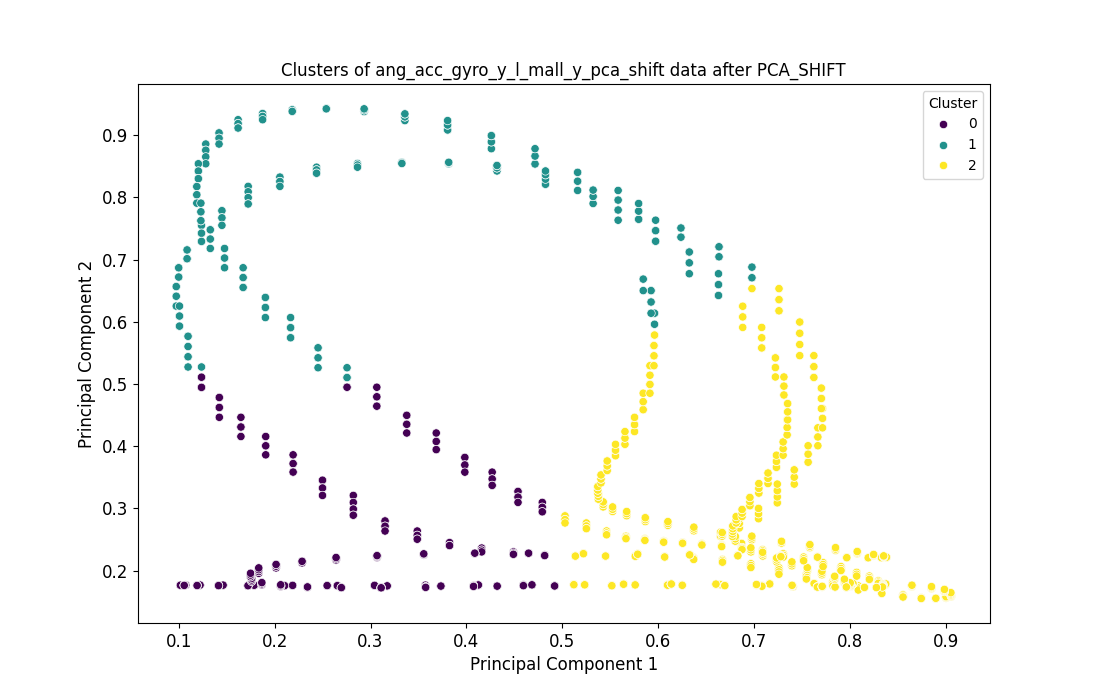 Clusters of ang_acc_gyro_y_l_mall_y_pca_shift data after PCA_SHIFT
Cluster
0
1
2
0.9
0.8
0.7
0.6
0.5
0.4
0.3
0.2
Principal Component 2
0.1 0.2 0.3 0.4 0.5 0.6 0.7 0.8 0.9
Principal Component 1